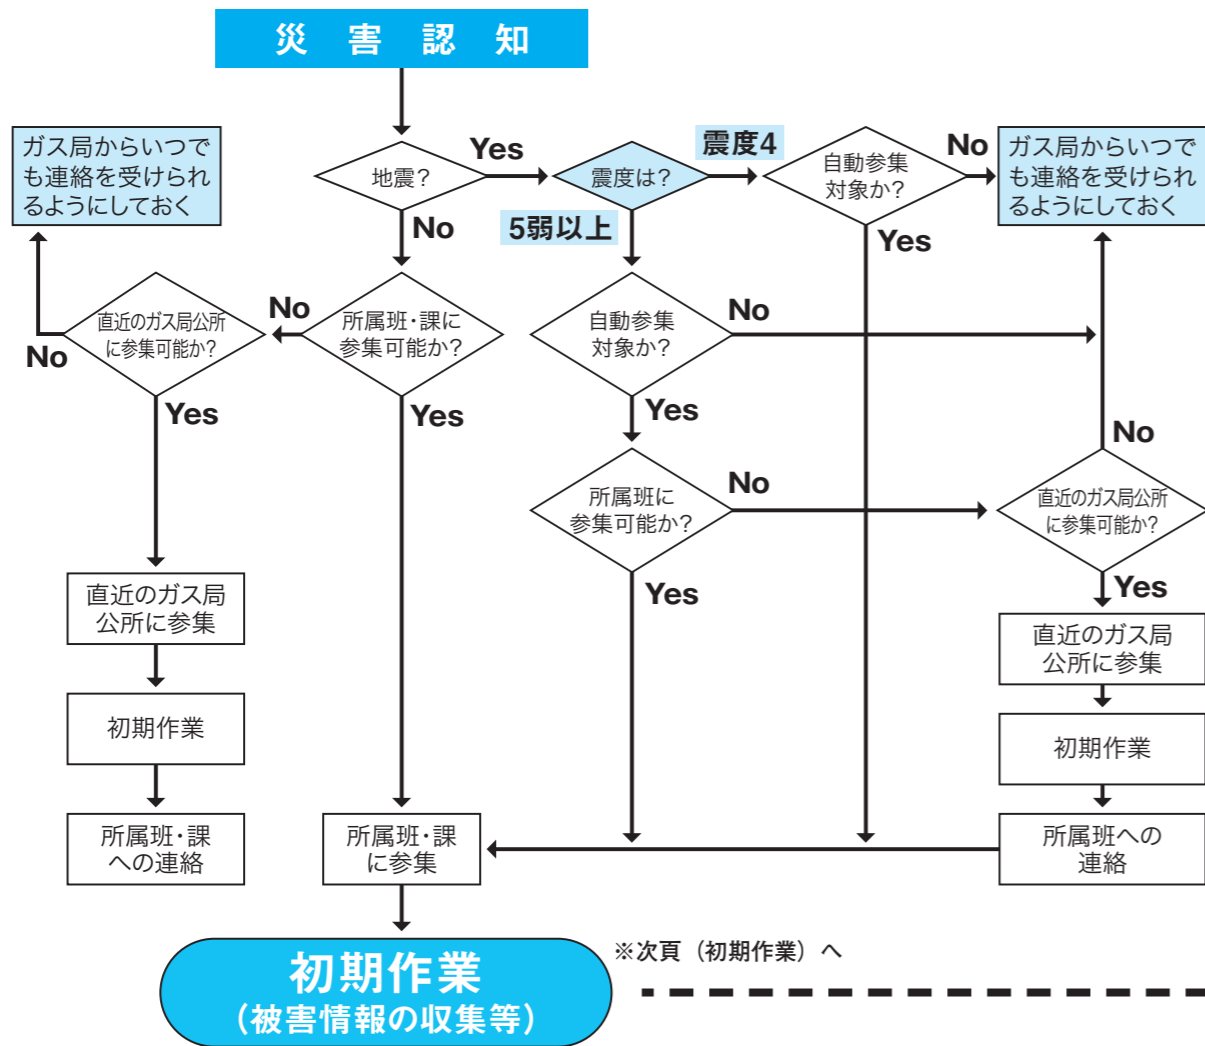 災害認知
ガス局からいつで
も連絡を受けられ
るようにしておく
地震？
Yes
No
震度は？
震度4
5弱以上
自動参集
対象か？
No
Yes
ガス局からいつで
も連絡を受けられ
るようにしておく
直近のガス局公所
に参集可能か？
No
Yes
所属班・課に
参集可能か？
No
Yes
自動参集
対象か？
No
Yes
所属班に
参集可能か？
No
Yes
直近のガス局公所
に参集可能か？
No
Yes
直近のガス局
公所に参集
初期作業
所属班・課
への連絡
所属班・課
に参集
直近のガス局
公所に参集
初期作業
所属班への
連絡
初期作業
（被害情報の収集等）
※次頁（初期作業）へ